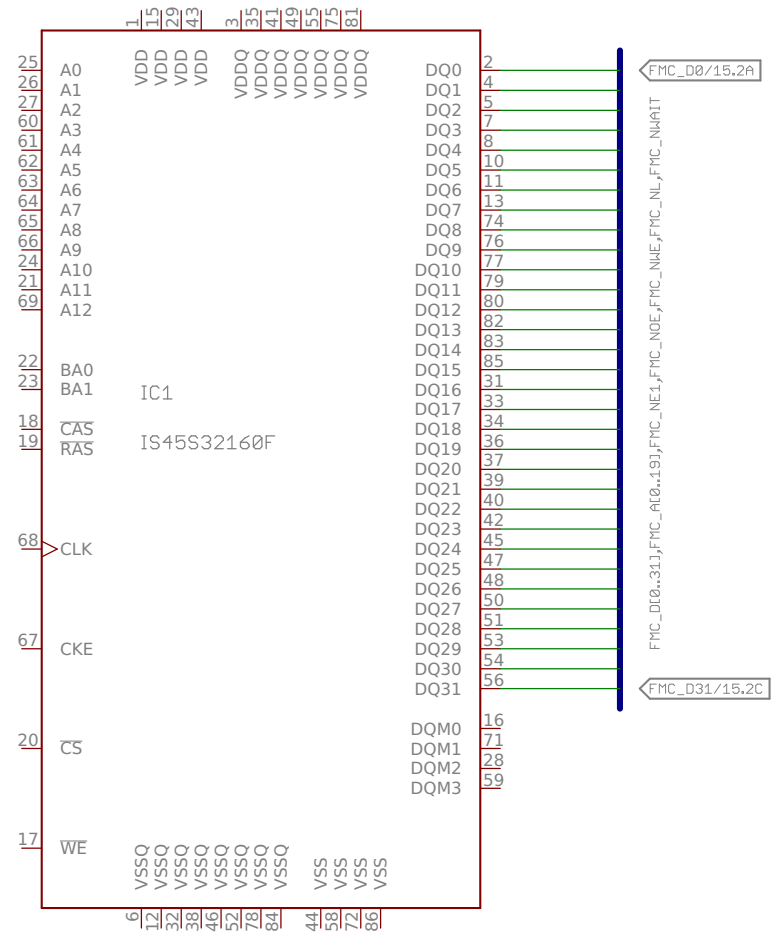 1 15 29 43 3 35 41 49 55 75 81
VDD VDD VDD VDD VDDQ VDDQ VDDQ VDDQ VDDQ VDDQ VDDQ
25 A0 DQ0 2 FMC_D0/15.2A
26 A1 DQ1 4
27 A2 DQ2 5
60 A3 DQ3 7
61 A4 DQ4 8
62 A5 DQ5 10
63 A6 DQ6 11
64 A7 DQ7 13
65 A8 DQ8 74
66 A9 DQ9 76
24 A10 DQ10 77
21 A11 DQ11 79
69 A12 DQ12 80
DQ13 82
DQ14 83
22 BA0 DQ15 85
23 BA1 DQ16 31
IC1
DQ17 33
18 CAS DQ18 34
19 RAS DQ19 36
IS45S32160F
DQ20 37
DQ21 39
DQ22 40
DQ23 42
68 CLK DQ24 45
DQ25 47
DQ26 48
DQ27 50
DQ28 51
67 CKE DQ29 53
DQ30 54
DQ31 56 FMC_D31/15.2C
FMC_D[0..31],FMC_A[0..19],FMC_NE1,FMC_NOE,FMC_NWE,FMC_NL,FMC_NWAIT
DQM0 16
20 CS DQM1 71
DQM2 28
DQM3 59
17 WE
VSSQ VSSQ VSSQ VSSQ VSSQ VSSQ VSSQ VSSQ VSS VSS VSS VSS
6 12 32 38 46 52 78 84 44 58 72 86